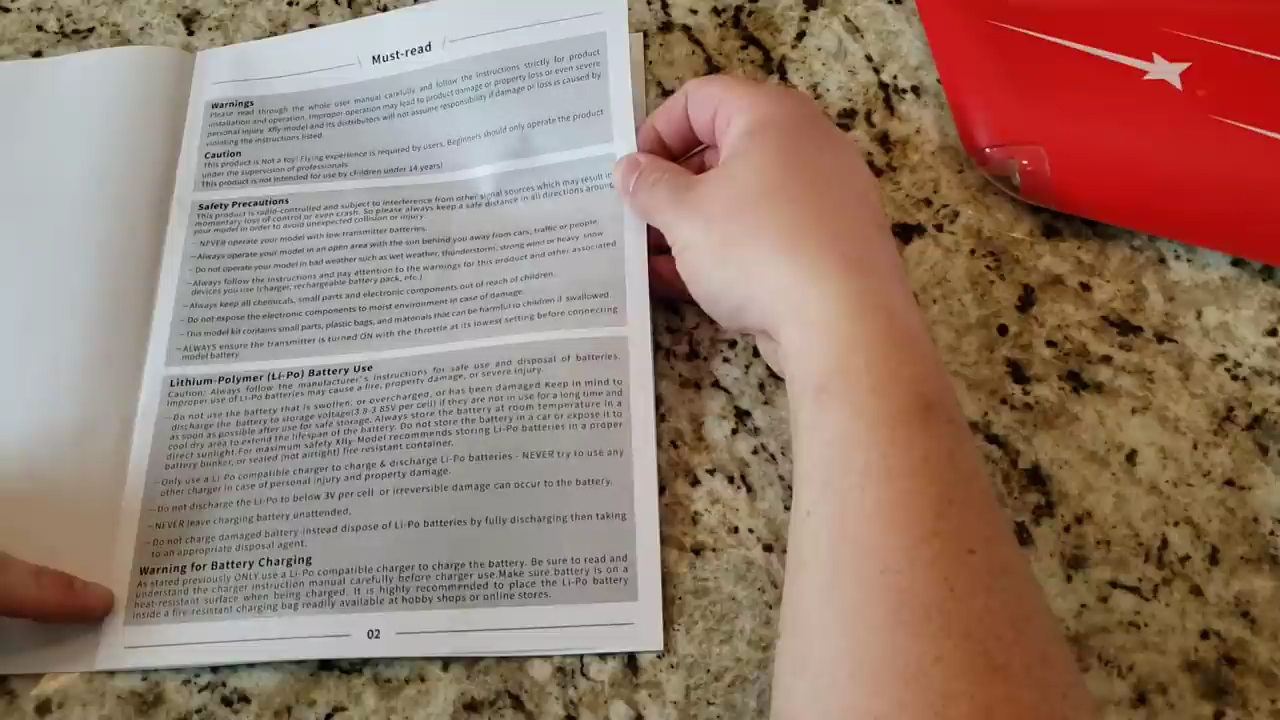 Must-read
Warnings
Please read through the whole user manual carefully and follow the instructions strictly for product
installation and operation. Improper operation may lead to product damage or property loss or even severe
personal injury. Xfly-model and its distributors will not assume responsibility if damage or loss is caused by
violating the instructions listed.
Caution
This product is Not a toy! Flying experience is required by users. Beginners should only operate the product
under the supervision of professionals.
This product is not intended for use by children under 14 years!
Safety Precautions
This product is radio-controlled and subject to interference from other signal sources which may result in
momentary loss of control or even crash. So please always keep a safe distance in all directions around
your model in order to avoid unexpected collision or injury.
—NEVER operate your model with low transmitter batteries.
—Always operate your model in an open area with the sun behind you away from cars, traffic or people.
—Do not operate your model in bad weather such as wet weather, thunderstorm, strong wind or heavy snow
—Always follow the instructions and pay attention to the warnings for this product and other associated
devices you use (charger, rechargeable battery pack, etc.)
—Always keep all chemicals, small parts and electronic components out of reach of children.
—Do not expose the electronic components to moist environment in case of damage.
—This model kit contains small parts, plastic bags, and materials that can be harmful to children if swallowed.
—ALWAYS ensure the transmitter is turned ON with the throttle at its lowest setting before connecting
model battery
Lithium-Polymer (Li-Po) Battery Use
Caution: Always follow the manufacturer's instructions for safe use and disposal of batteries.
Improper use of Li-Po batteries may cause a fire, property damage, or severe injury.
—Do not use the battery that is swollen, or overcharged, or has been damaged. Keep in mind to
discharge the battery to storage voltage(3.8-3.85V per cell) if they are not in use for a long time and
as soon as possible after use for safe storage. Always store the battery at room temperature in a
cool dry area to extend the lifespan of the battery. Do not store the battery in a car or expose it to
direct sunlight. For maximum safety Xfly-Model recommends storing Li-Po batteries in a proper
battery bunker, or sealed (not airtight) fire resistant container.
—Only use a Li-Po compatible charger to charge & discharge Li-Po batteries - NEVER try to use any
other charger in case of personal injury and property damage.
—Do not discharge the Li-Po to below 3V per cell or irreversible damage can occur to the battery.
—NEVER leave charging battery unattended.
—Do not charge damaged battery-instead dispose of Li-Po batteries by fully discharging then taking
to an appropriate disposal agent.
Warning for Battery Charging
As stated previously ONLY use a Li-Po compatible charger to charge the battery. Be sure to read and
understand the charger instruction manual carefully before charger use.Make sure battery is on a
heat-resistant surface when being charged. It is highly recommended to place the Li-Po battery
inside a fire-resistant charging bag readily available at hobby shops or online stores.
02